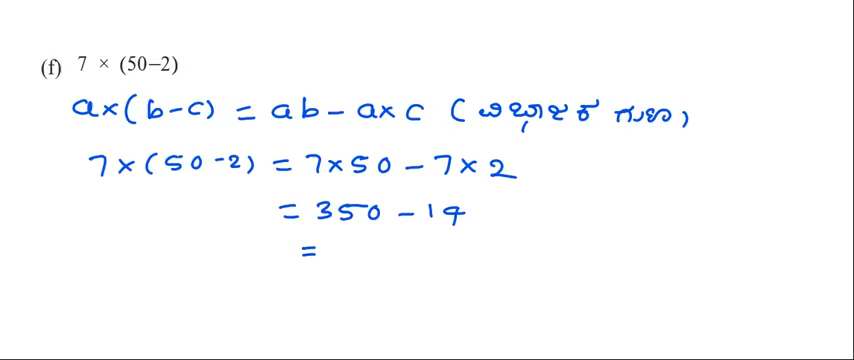 (f) 7 × (50−2)
a×(b-c) = ab - a×c (ವಿಭಾಜಕ ಗುಣ)
7×(50-2) = 7×50 - 7×2
= 350 - 14
=